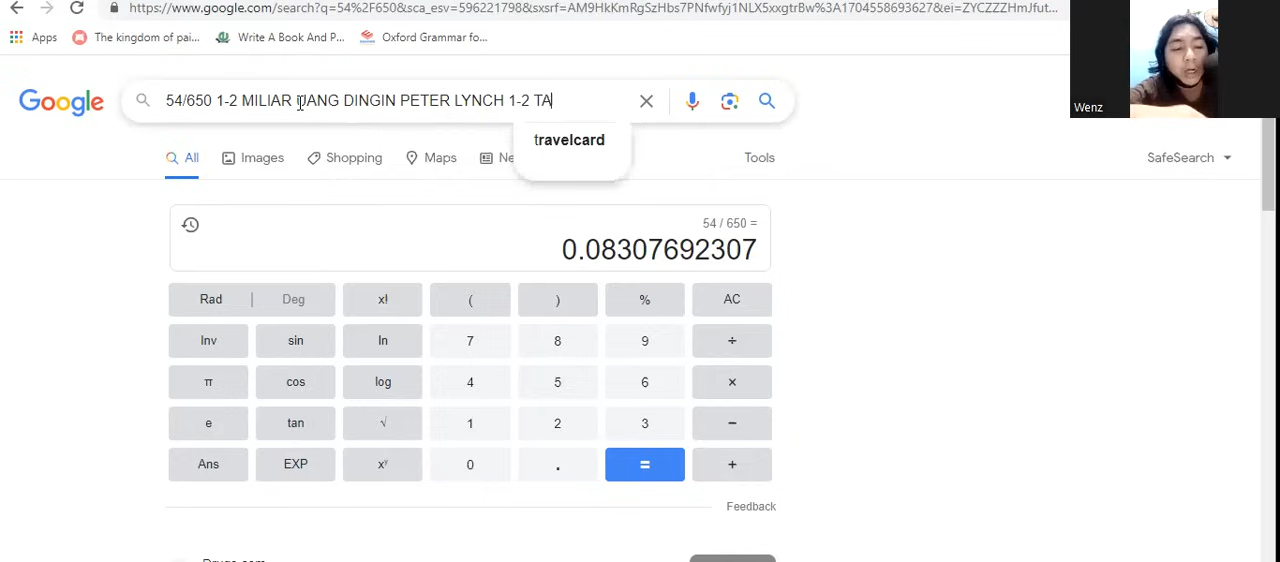 https://www.google.com/search?q=54%2F650&sca_esv=596221798&sxsrf=AM9HkKmRgSzHbs7PNfwfyj1NLX5xxgtrBw%3A1704558693627&ei=ZYCZZZHmJfut...
Apps The kingdom of pai... Write A Book And P... Oxford Grammar fo...
Google 54/650 1-2 MILIAR UANG DINGIN PETER LYNCH 1-2 TA
Wenz
travelcard
All Images Shopping Maps Ne Tools SafeSearch
54 / 650 =
0.08307692307
Rad | Deg x! ( ) % AC
Inv sin ln 7 8 9 ÷
π cos log 4 5 6 ×
e tan √ 1 2 3 −
Ans EXP xʸ 0 . = +
Feedback
Drugs.com